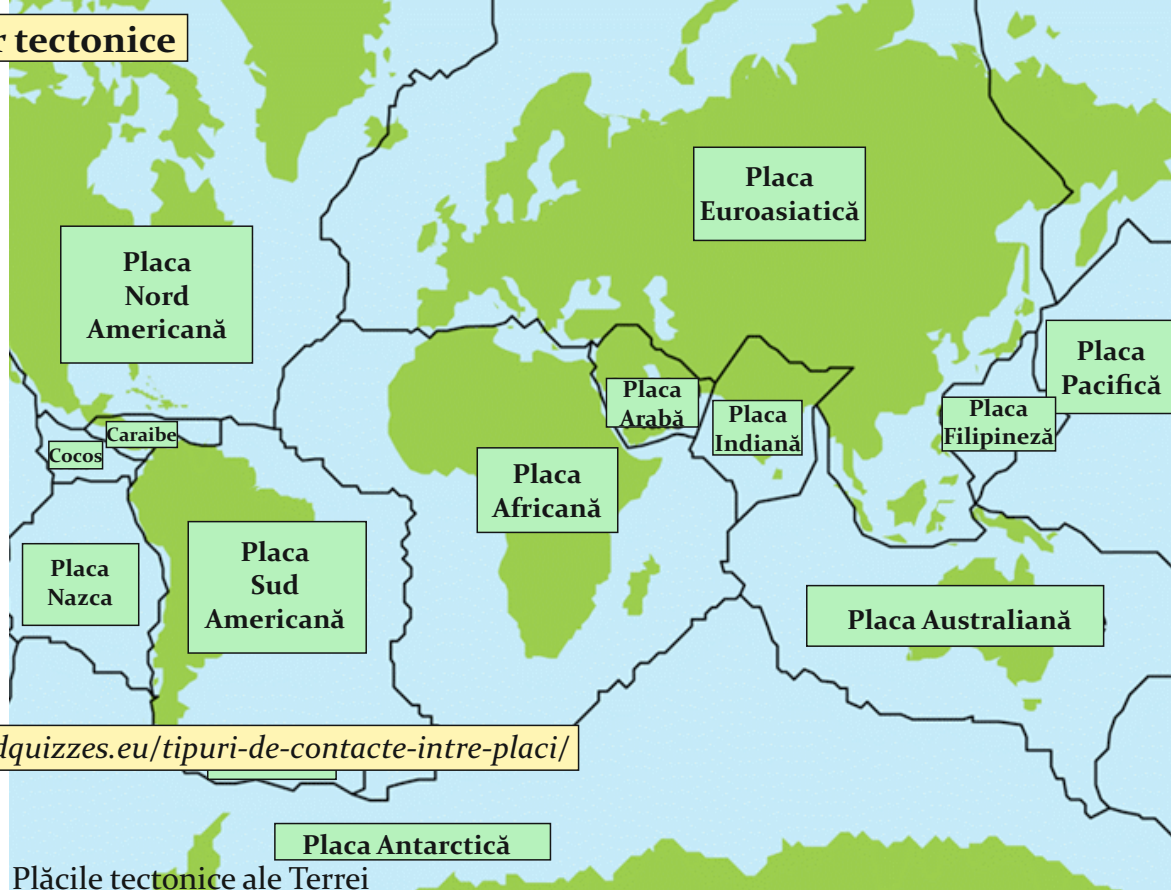 r tectonice
Placa
Euroasiatică
Placa
Nord
Americană
Placa
Pacifică
Placa
Arabă
Placa
Indiană
Placa
Filipineză
Caraibe
Cocos
Placa
Africană
Placa
Sud
Americană
Placa
Nazca
Placa Australiană
dquizzes.eu/tipuri-de-contacte-intre-placi/
Placa Antarctică
Plăcile tectonice ale Terrei